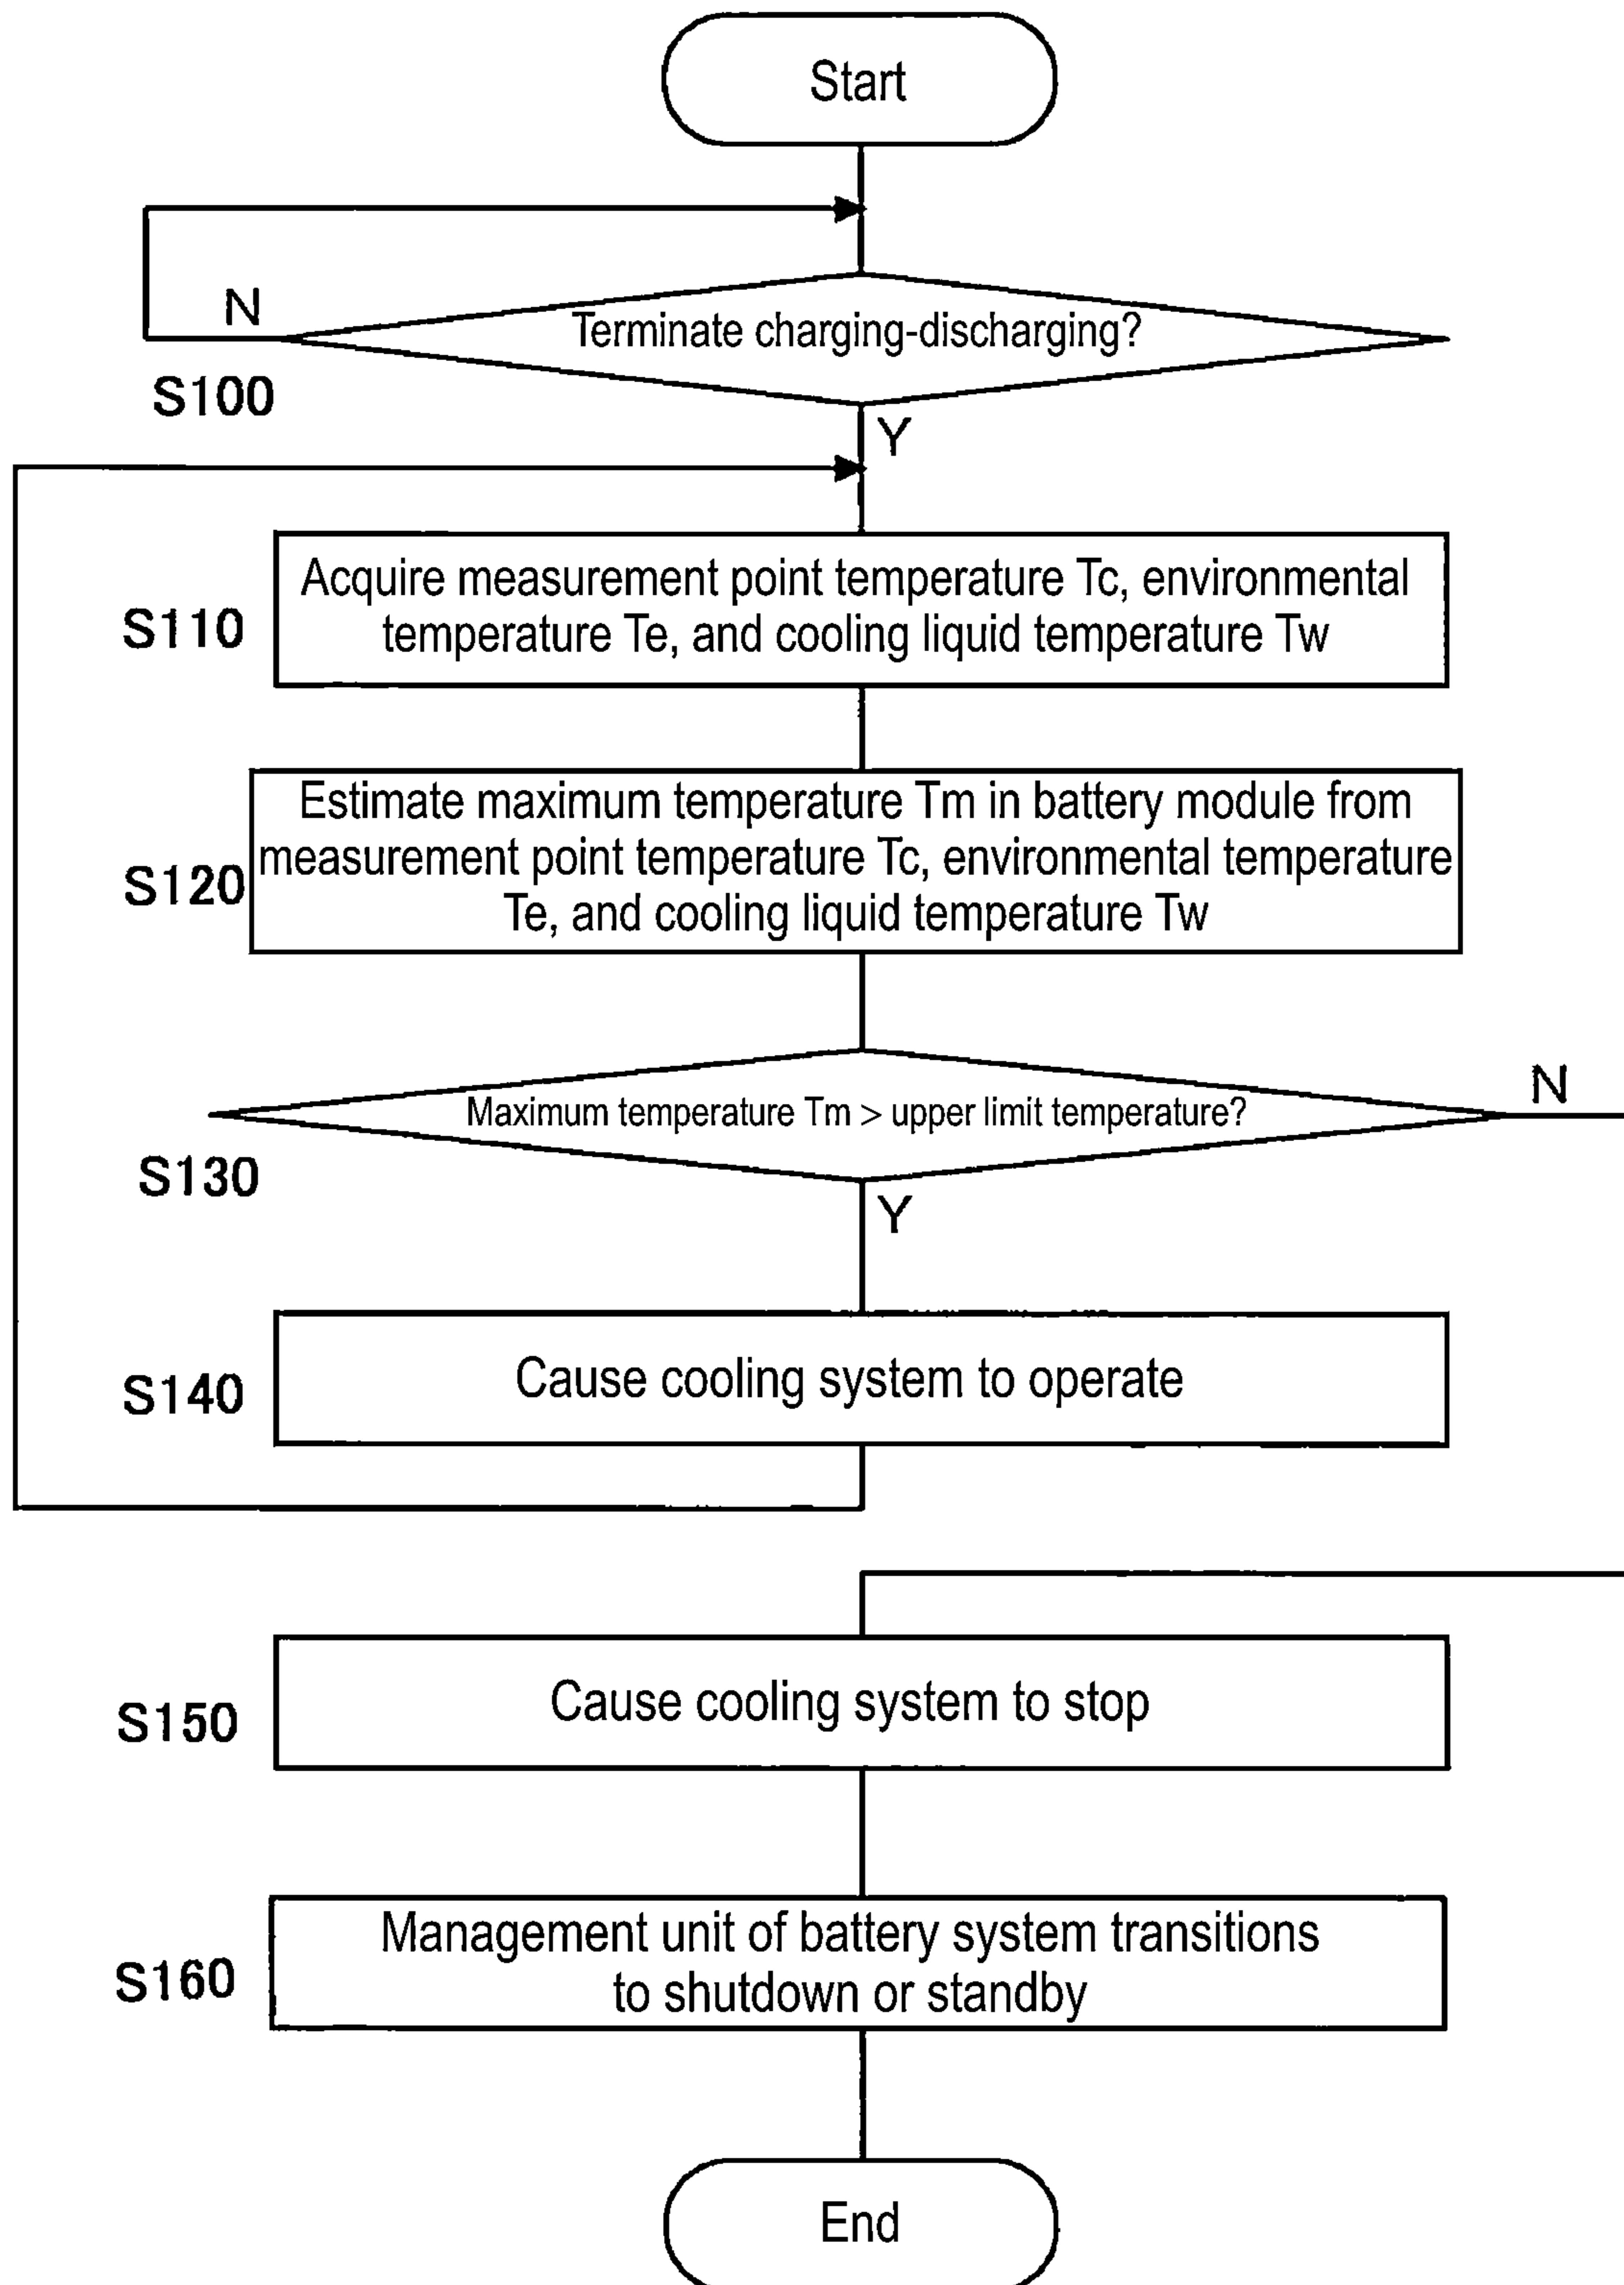 Start
N
Terminate charging-discharging?
S100
Y
Acquire measurement point temperature Tc, environmental
temperature Te, and cooling liquid temperature Tw
S110
Estimate maximum temperature Tm in battery module from
measurement point temperature Tc, environmental temperature
Te, and cooling liquid temperature Tw
S120
N
Maximum temperature Tm > upper limit temperature?
S130
Y
Cause cooling system to operate
S140
Cause cooling system to stop
S150
Management unit of battery system transitions
to shutdown or standby
S160
End